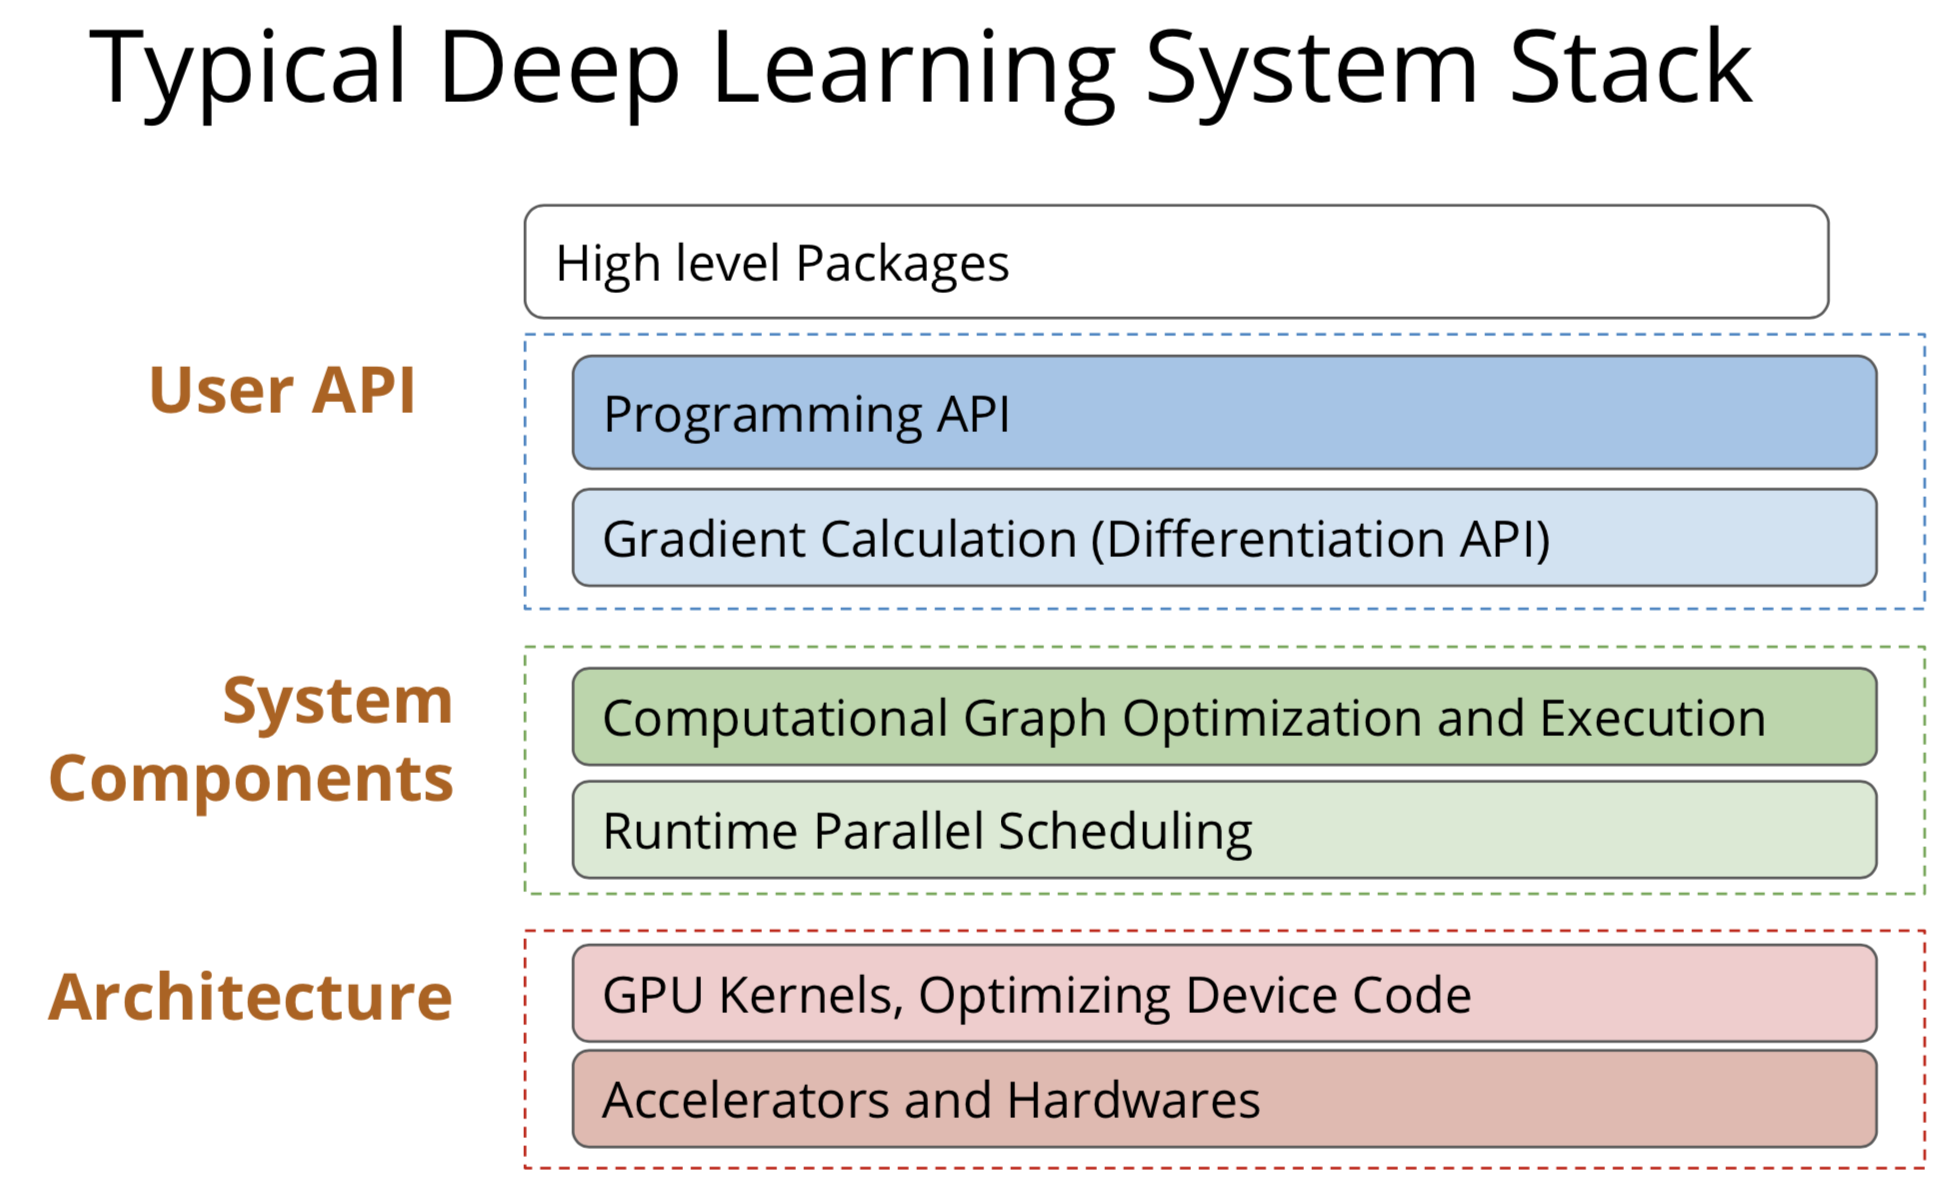 Typical Deep Learning System Stack
High level Packages
User API
Programming API
Gradient Calculation (Differentiation API)
System
Components
Computational Graph Optimization and Execution
Runtime Parallel Scheduling
Architecture
GPU Kernels, Optimizing Device Code
Accelerators and Hardwares